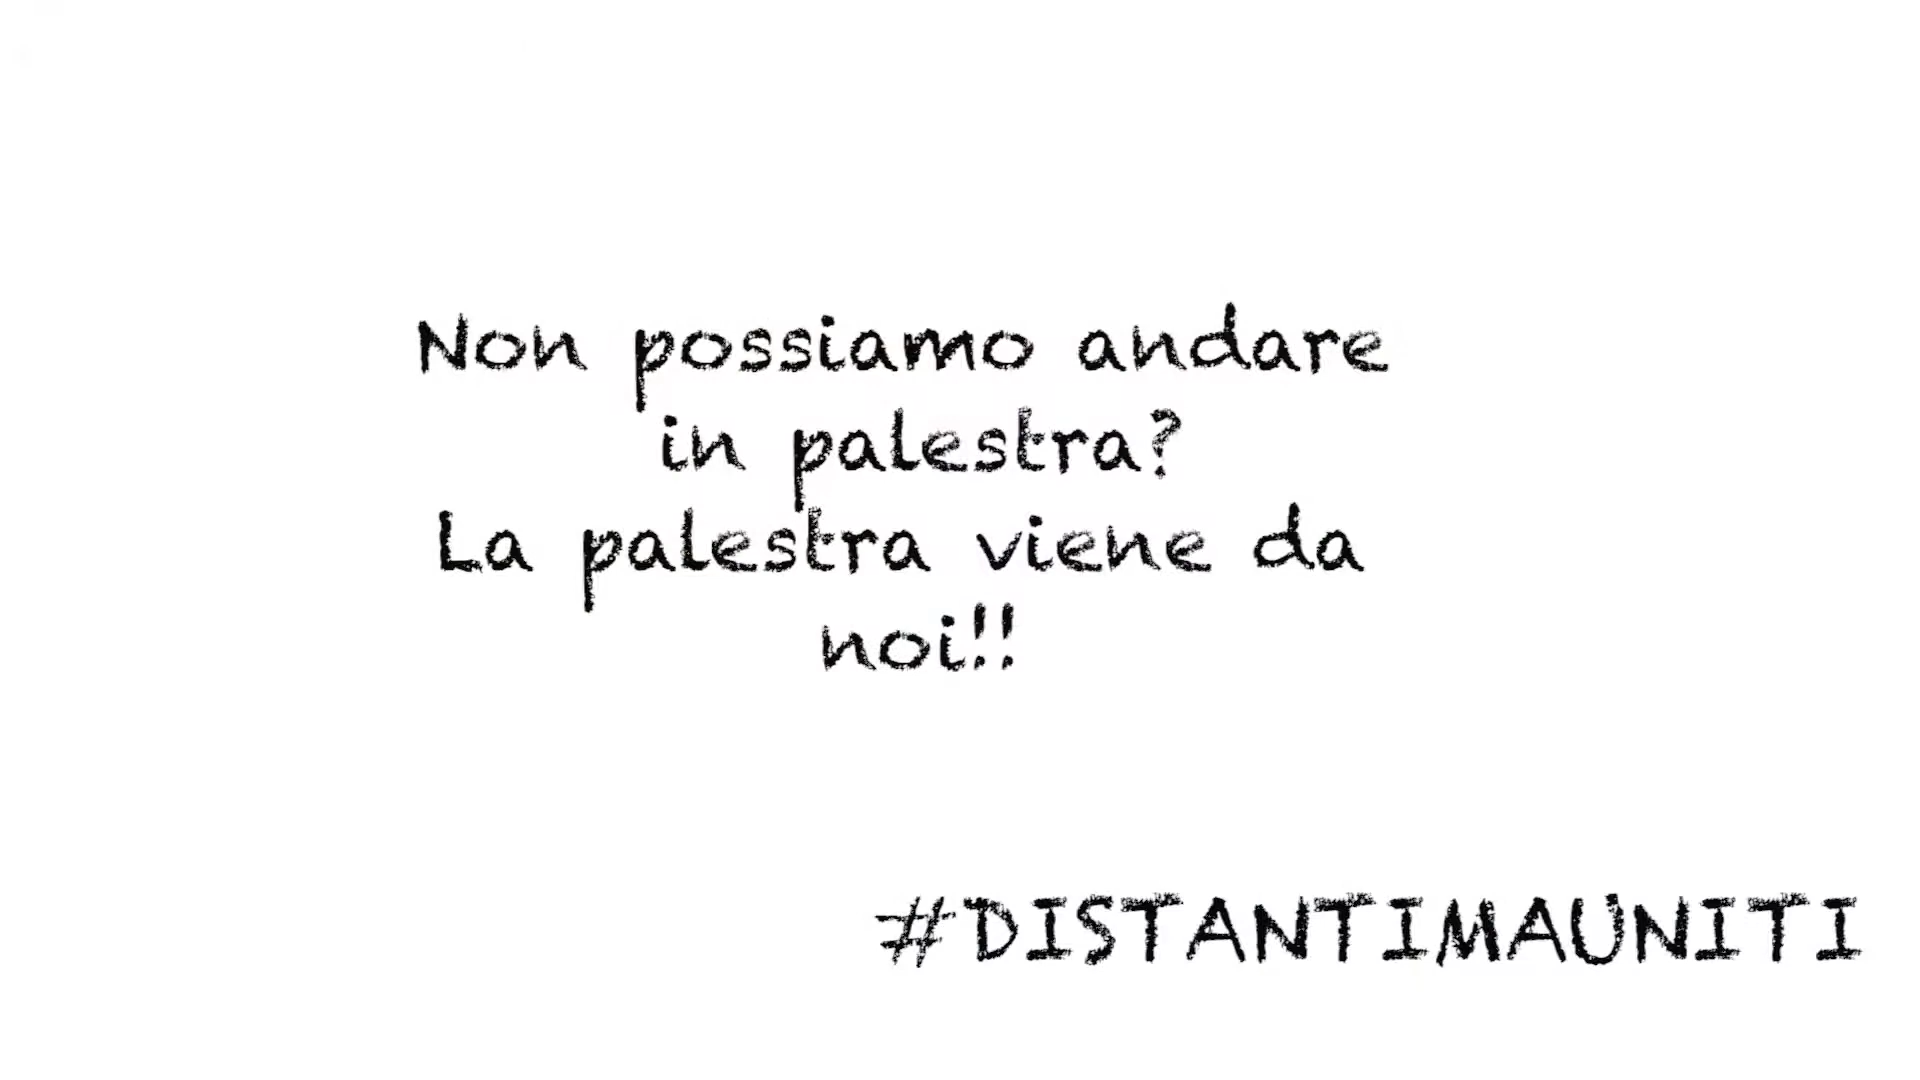 Non possiamo andare
in palestra?
La palestra viene da
noi!!
#DISTANTIMAUNITI